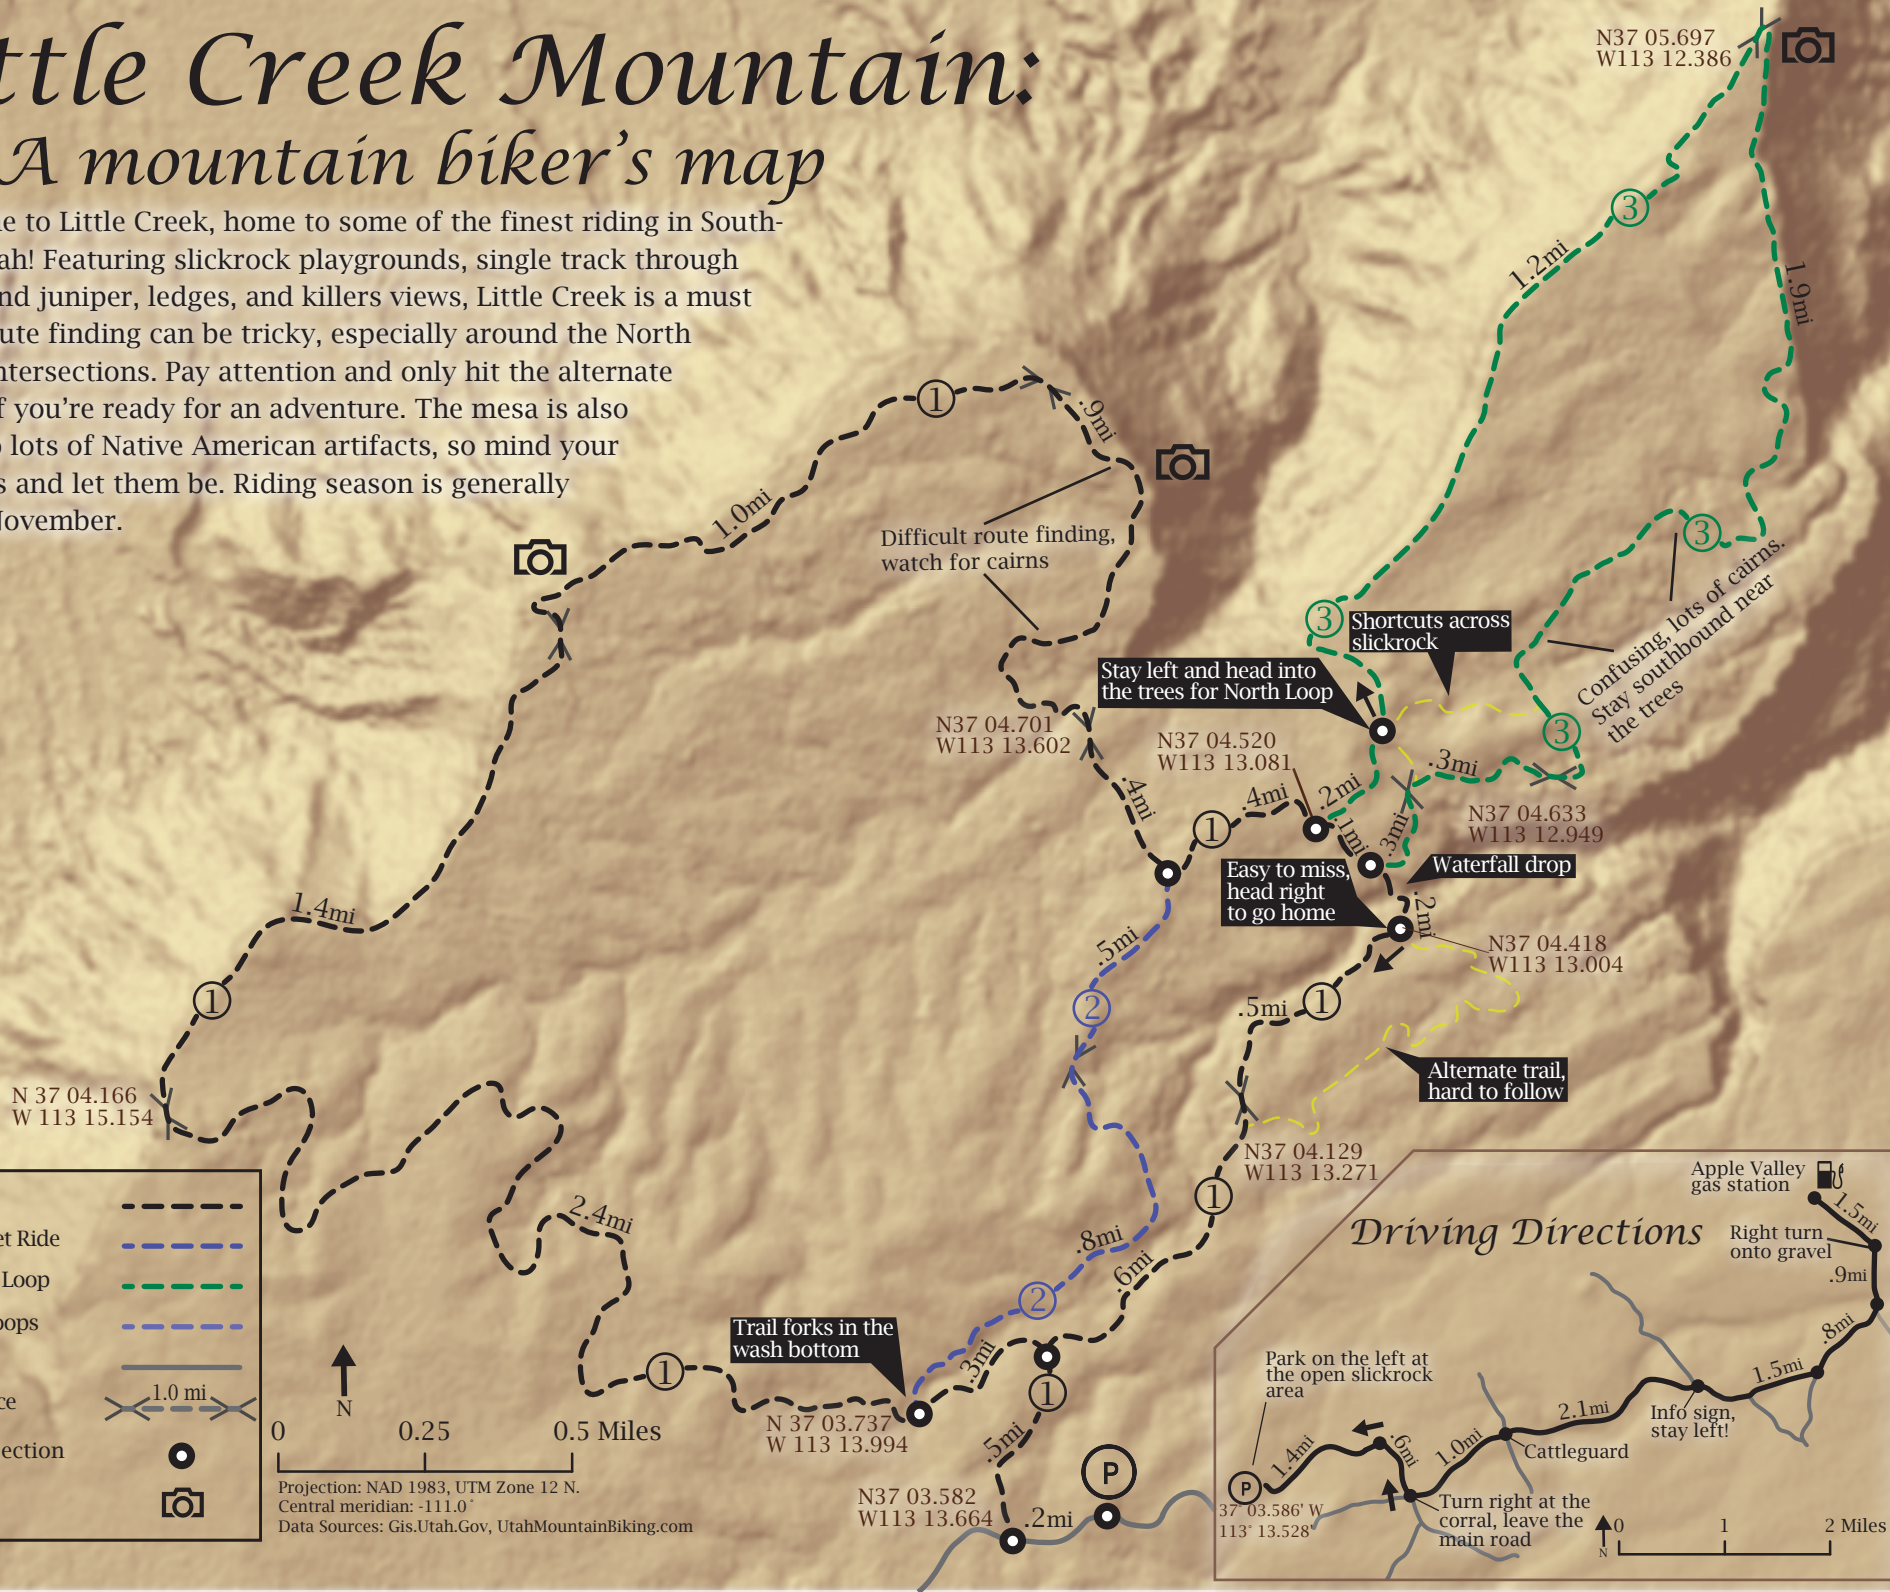 ttle Creek Mountain:
A mountain biker's map
e to Little Creek, home to some of the finest riding in South-
ah! Featuring slickrock playgrounds, single track through
nd juniper, ledges, and killers views, Little Creek is a must
ute finding can be tricky, especially around the North
ntersections. Pay attention and only hit the alternate
f you're ready for an adventure. The mesa is also
lots of Native American artifacts, so mind your
s and let them be. Riding season is generally
November.
N37 05.697
W113 12.386
3
1.2mi
1.9mi
1
.9mi
1.0mi
Difficult route finding,
watch for cairns
3
Confusing, lots of cairns.
Stay southbound near
the trees
3
Shortcuts across
slickrock
Stay left and head into
the trees for North Loop
N37 04.701
W113 13.602
N37 04.520
W113 13.081
3
.3mi
.2mi
.4mi
.4mi
1
.1mi
.3mi
N37 04.633
W113 12.949
Waterfall drop
Easy to miss,
head right
to go home
.2mi
1.4mi
1
.5mi
2
N37 04.418
W113 13.004
.5mi
1
Alternate trail,
hard to follow
N 37 04.166
W 113 15.154
N37 04.129
W113 13.271
1
2.4mi
.8mi
.6mi
2
Trail forks in the
wash bottom
.3mi
1
1
N 37 03.737
W 113 13.994
.5mi
P
N37 03.582
W113 13.664
.2mi
et Ride
Loop
oops
ce
1.0 mi
ection
N
0
0.25
0.5 Miles
Projection: NAD 1983, UTM Zone 12 N.
Central meridian: -111.0°
Data Sources: Gis.Utah.Gov, UtahMountainBiking.com
Driving Directions
Apple Valley
gas station
1.5mi
Right turn
onto gravel
.9mi
.8mi
1.5mi
Info sign,
stay left!
2.1mi
Cattleguard
1.0mi
Turn right at the
corral, leave the
main road
.6mi
1.4mi
Park on the left at
the open slickrock
area
P
37° 03.586' W
113° 13.528'
N
0
1
2 Miles